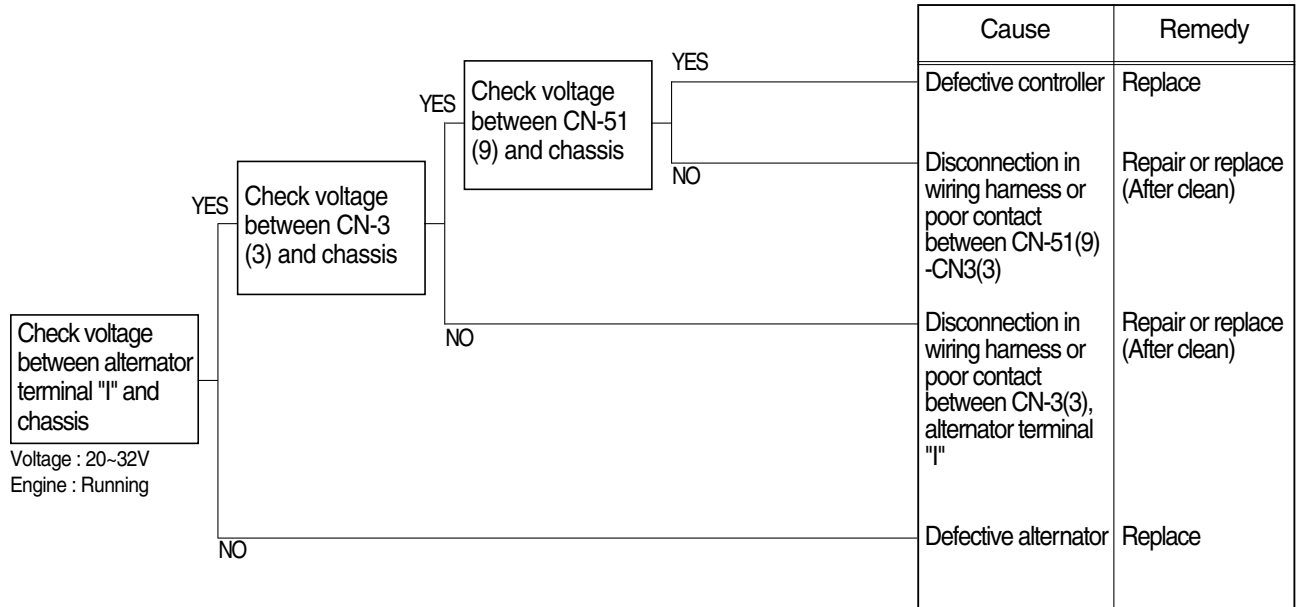 Cause
Remedy
YES
Check voltage
between CN-51
(9) and chassis
YES
Defective controller
Replace
NO
Disconnection in
wiring harness or
poor contact
between CN-51(9)
-CN3(3)
Repair or replace
(After clean)
YES
Check voltage
between CN-3
(3) and chassis
NO
Disconnection in
wiring harness or
poor contact
between CN-3(3),
alternator terminal
"I"
Repair or replace
(After clean)
Check voltage
between alternator
terminal "I" and
chassis
Voltage : 20~32V
Engine : Running
NO
Defective alternator
Replace